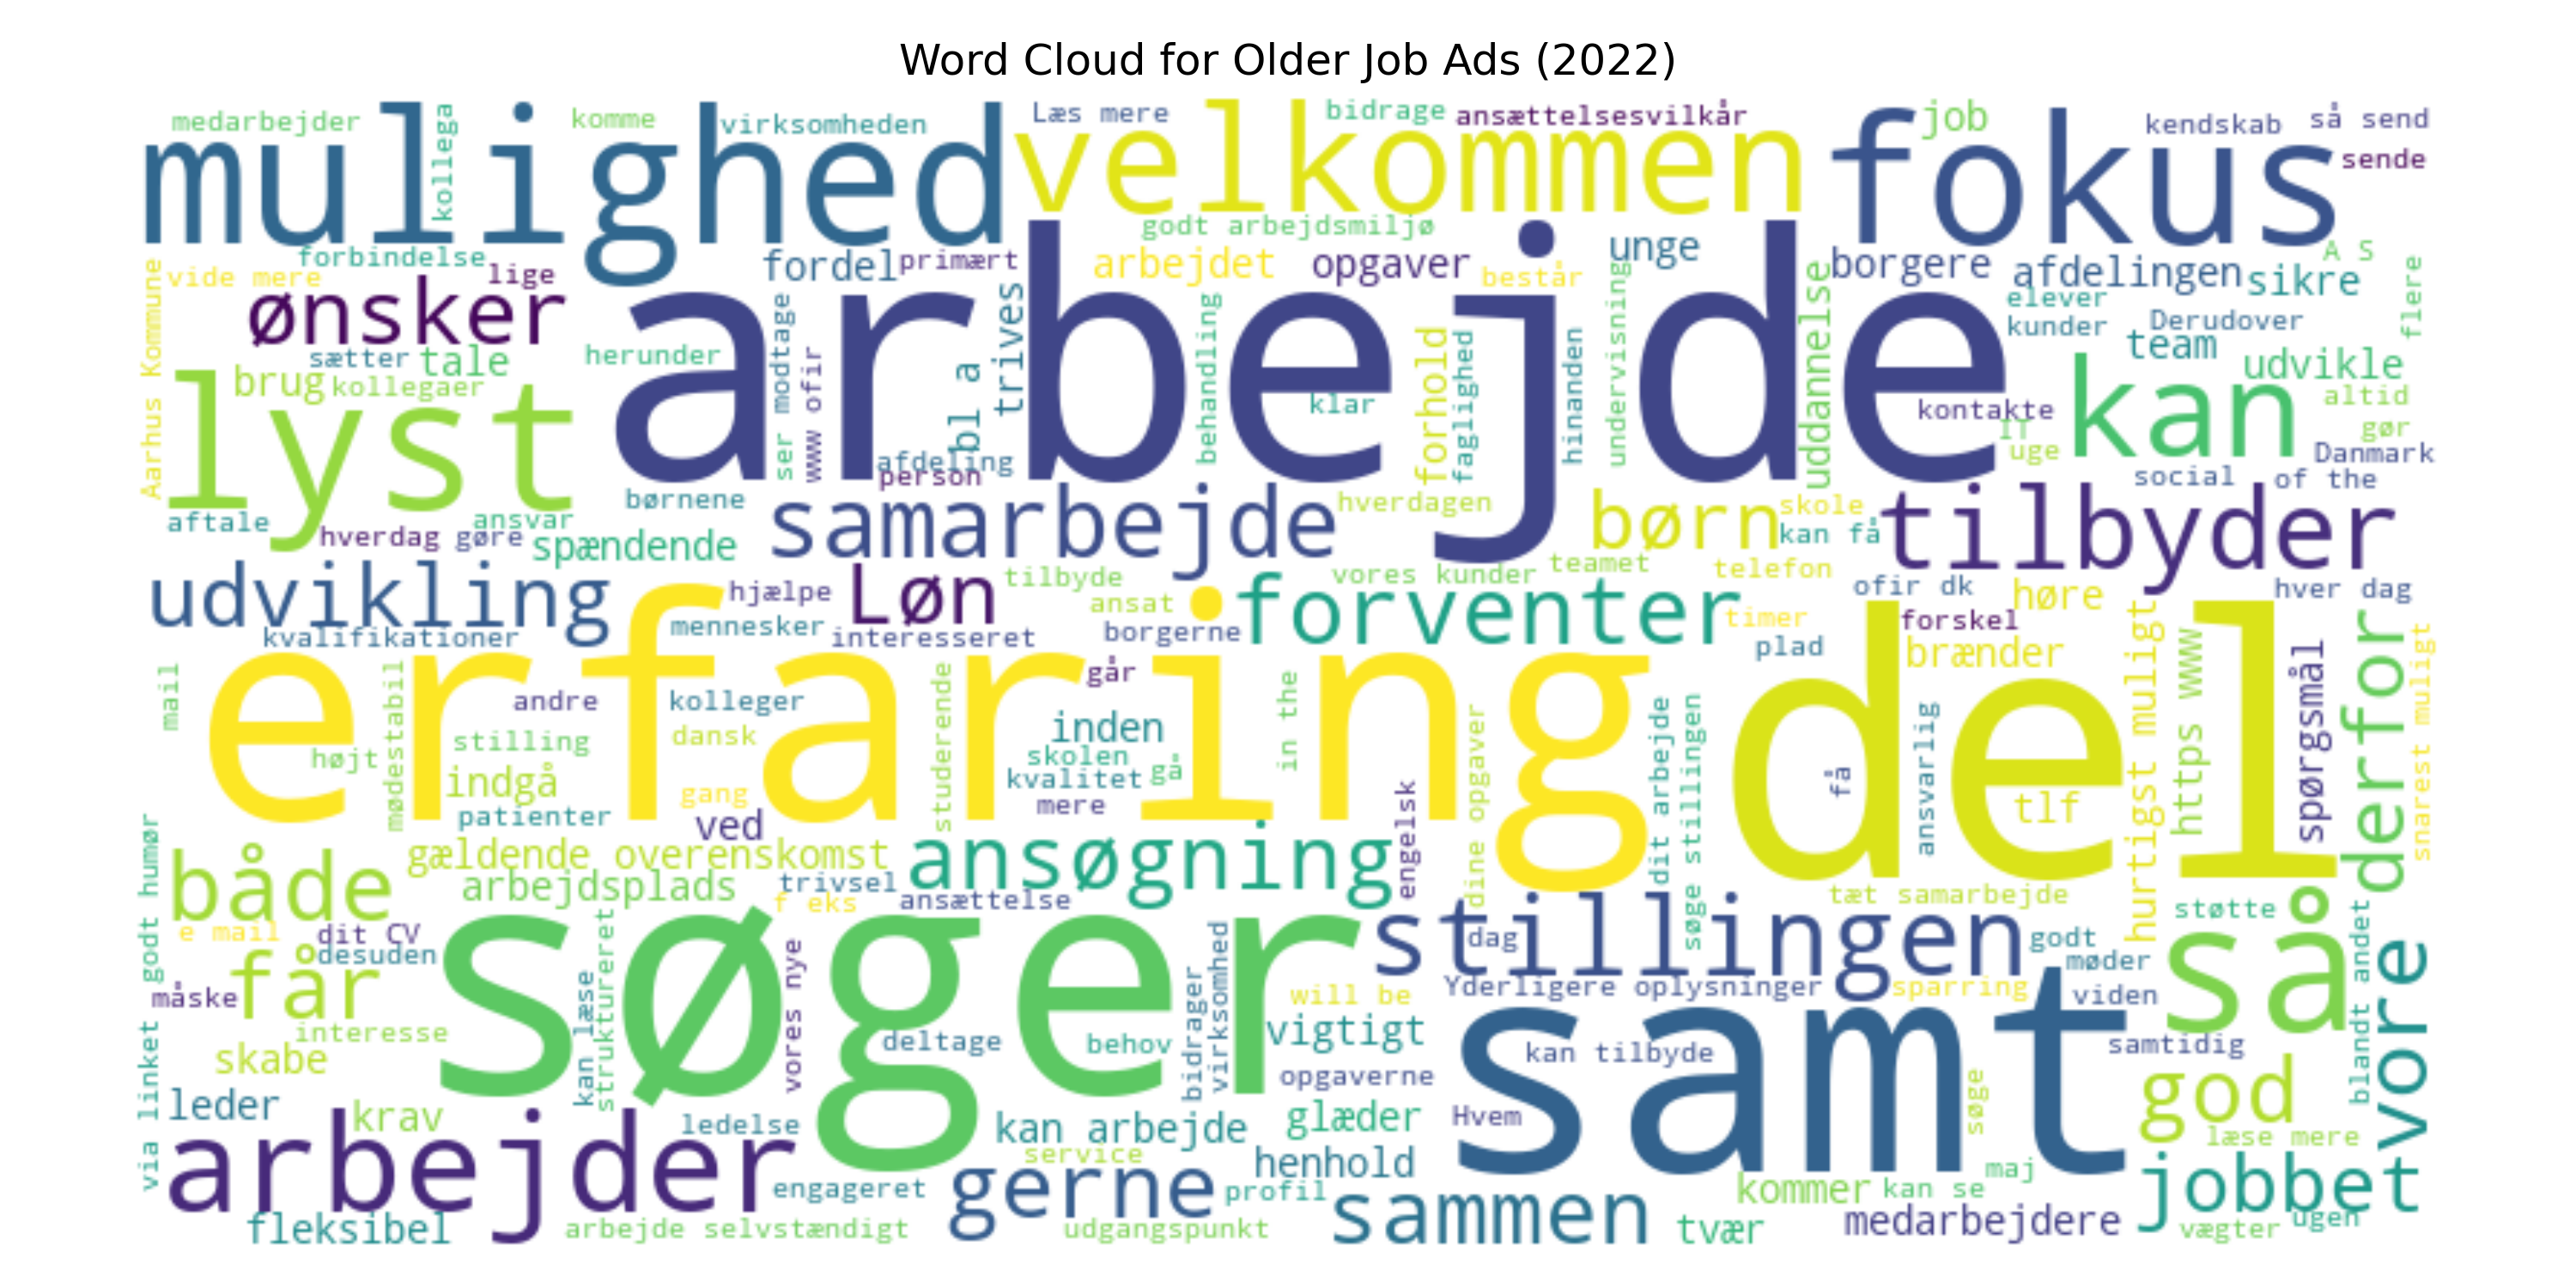 Word Cloud for Older Job Ads (2022)
medarbejder
kollega
komme
virksomheden
Læs mere
bidrage
ansættelsesvilkår
job
kendskab
så send
sende
mulighed
velkommen
fokus
godt arbejdsmiljø
forbindelse
vide mere
lige
fordel
primært
arbejdet
opgaver
består
unge
borgere
afdelingen
sikre
A S
flere
Aarhus Kommune
ønsker
arbejde
elever
kunder
Derudover
team
sætter
tale
herunder
ser modtage
www ofir
bl a
trives
behandling
forhold
faglighed
hinanden
undervisning
uddannelse
udvikle
brug
kollegaer
lyst
klar
kontakte
IT
uge
kan
altid
gør
Danmark
afdeling
person
social
of the
børnene
aftale
ansvar
hverdag
gøre
spændende
samarbejde
hverdagen
børn
skole
kan få
tilbyder
udvikling
hjælpe
Løn
tilbyde
vores kunder
teamet
telefon
ansat
forventer
timer
ofir dk
høre
hver dag
kvalifikationer
mennesker
interesseret
borgerne
plad
forskel
brænder
mail
mødestabil
andre
kolleger
studerende
går
erfaring
del
in the
dine opgaver
dit arbejde
søge stillingen
ansvarlig
få
hurtigst muligt
https www
spørgsmål
derfor
snarest muligt
højt
stilling
dansk
inden
skolen
kvalitet
gå
indgå
gang
mere
tlf
patienter
ved
engelsk
godt humør
både
gældende overenskomst
arbejdsplads
trivsel
f eks
ansættelse
ansøgning
tæt samarbejde
støtte
e mail
dit CV
desuden
får
måske
søger
stillingen
dag
godt
møder
så
blandt andet
vore
kan læse
struktureret
vores nye
bidrager
virksomhed
will be
Yderligere oplysninger
sparring
viden
interesse
skabe
deltage
behov
vigtigt
samt
kan tilbyde
samtidig
opgaverne
søge
god
via linket
leder
krav
ledelse
kan arbejde
glæder
Hvem
læse mere
arbejder
service
henhold
maj
jobbet
engageret
gerne
profil
sammen
kommer
kan se
fleksibel
arbejde selvstændigt
udgangspunkt
tvær
medarbejdere
vægter
ugen